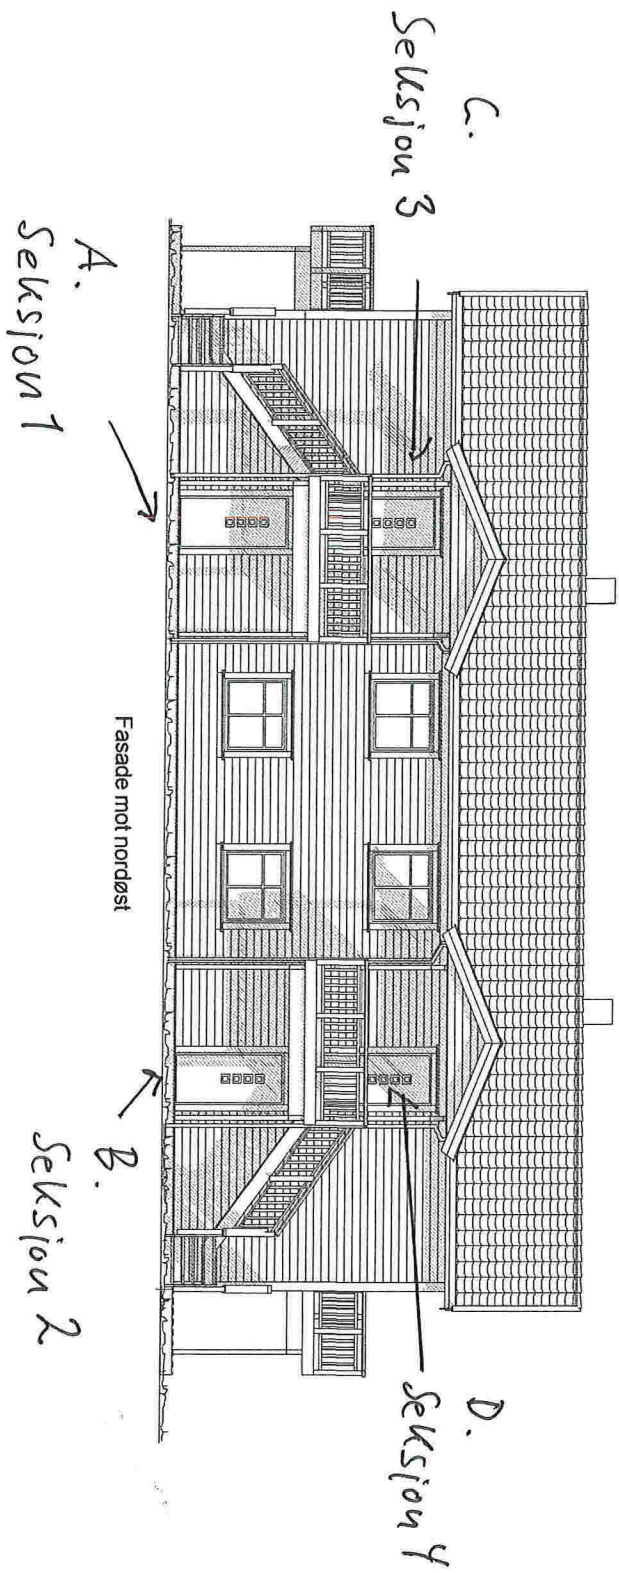 C.
Seksjon 3
A.
Seksjon 1
Fasade mot nordøst
B.
Seksjon 2
D.
Seksjon 4